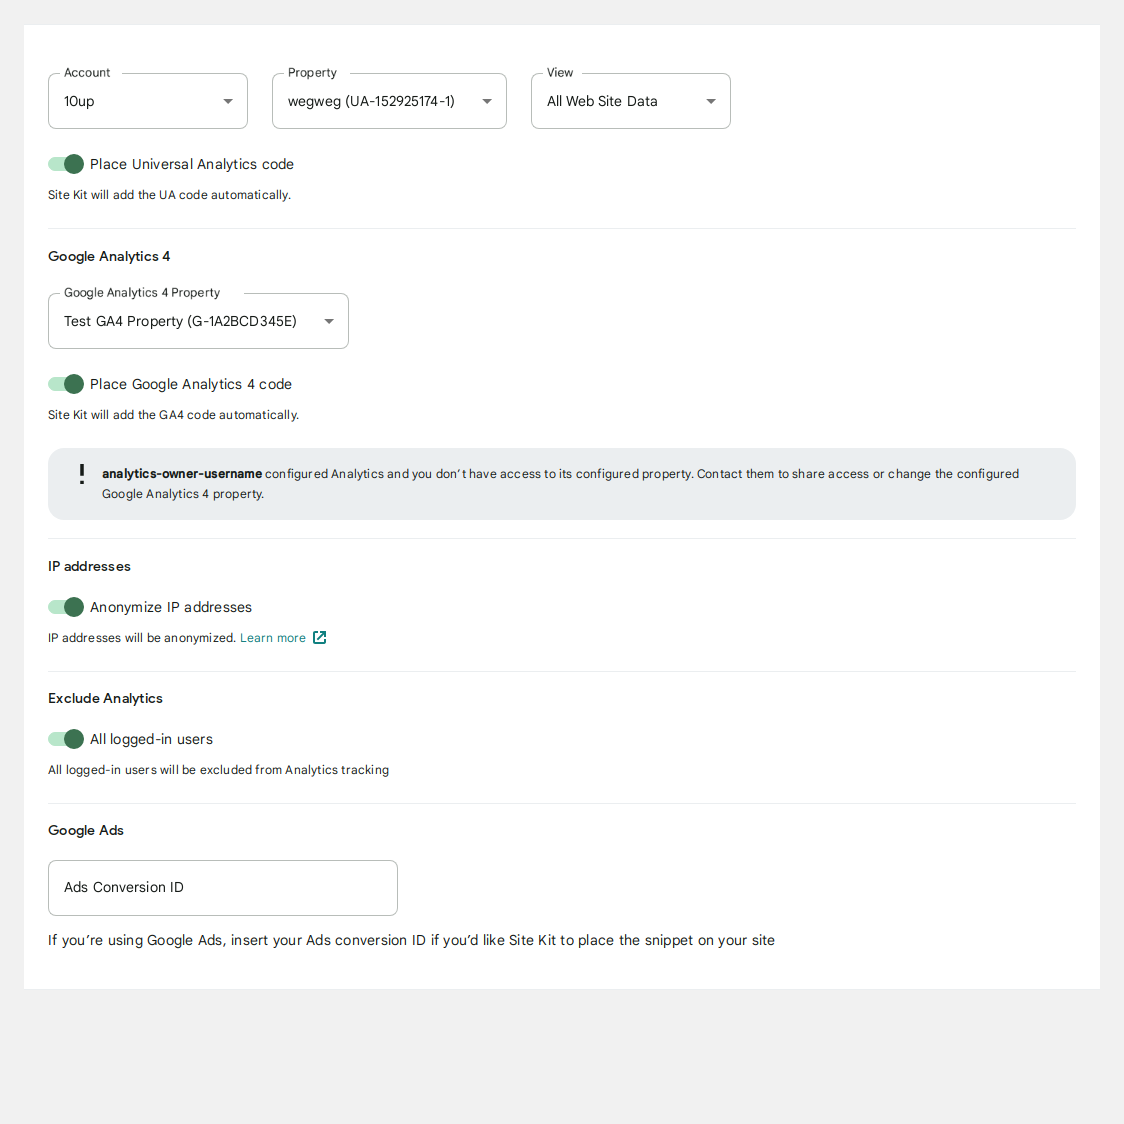 Account
Property
View
10up
wegweg (UA-152925174-1)
All Web Site Data
Place Universal Analytics code
Site Kit will add the UA code automatically.
Google Analytics 4
Google Analytics 4 Property
Test GA4 Property (G-1A2BCD345E)
Place Google Analytics 4 code
Site Kit will add the GA4 code automatically.
analytics-owner-username configured Analytics and you don’t have access to its configured property. Contact them to share access or change the configured
Google Analytics 4 property.
IP addresses
Anonymize IP addresses
IP addresses will be anonymized. Learn more
Exclude Analytics
All logged-in users
All logged-in users will be excluded from Analytics tracking
Google Ads
Ads Conversion ID
If you’re using Google Ads, insert your Ads conversion ID if you’d like Site Kit to place the snippet on your site